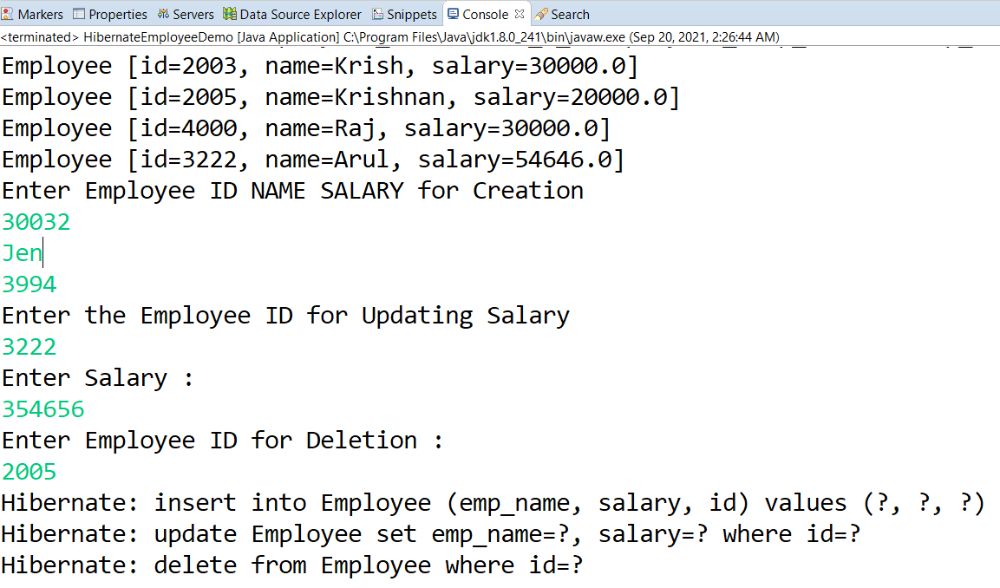 Markers Properties Servers Data Source Explorer Snippets Console Search
<terminated> HibernateEmployeeDemo [Java Application] C:\Program Files\Java\jdk1.8.0_241\bin\javaw.exe (Sep 20, 2021, 2:26:44 AM)
Employee [id=2003, name=Krish, salary=30000.0]
Employee [id=2005, name=Krishnan, salary=20000.0]
Employee [id=4000, name=Raj, salary=30000.0]
Employee [id=3222, name=Arul, salary=54646.0]
Enter Employee ID NAME SALARY for Creation
30032
Jen
3994
Enter the Employee ID for Updating Salary
3222
Enter Salary :
354656
Enter Employee ID for Deletion :
2005
Hibernate: insert into Employee (emp_name, salary, id) values (?, ?, ?)
Hibernate: update Employee set emp_name=?, salary=? where id=?
Hibernate: delete from Employee where id=?